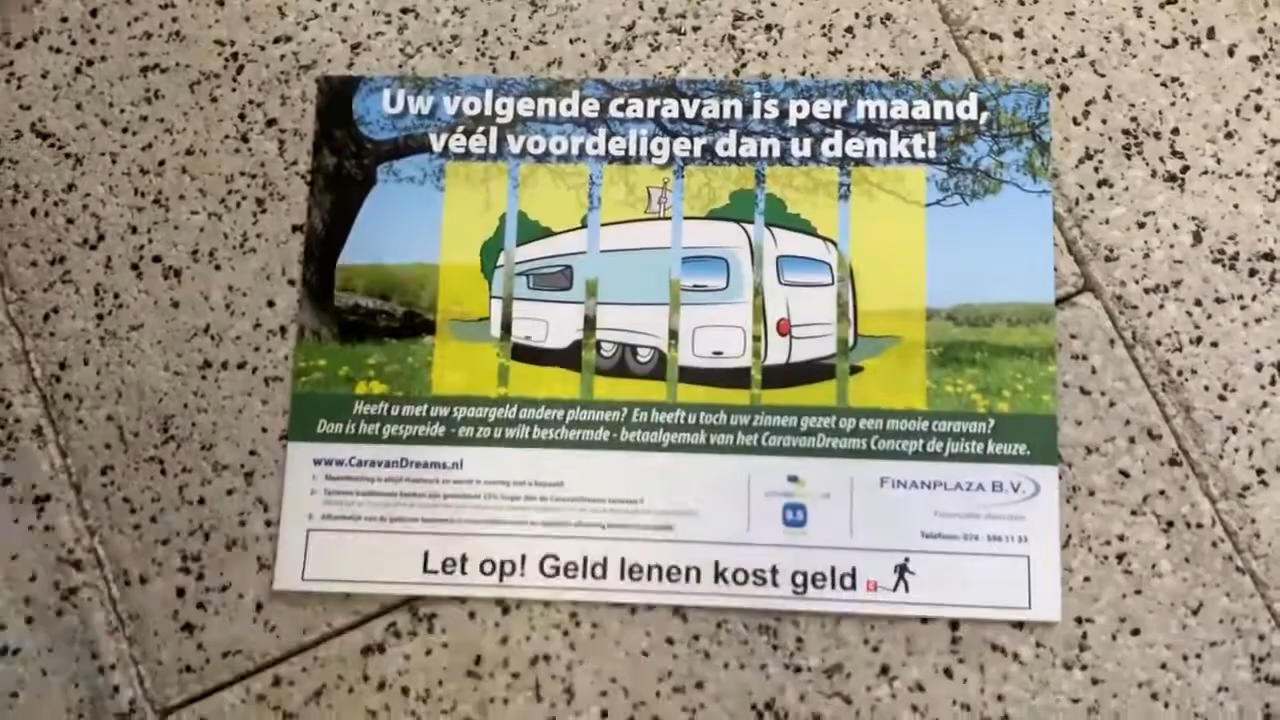 Uw volgende caravan is per maand,
véél voordeliger dan u denkt!
Heeft u met uw spaargeld andere plannen? En heeft u toch uw zinnen gezet op een mooie caravan?
Dan is het gespreide - en zo u wilt beschermde - betaalgemak van het CaravanDreams Concept de juiste keuze.
www.CaravanDreams.nl
FINANPLAZA B.V.
Let op! Geld lenen kost geld